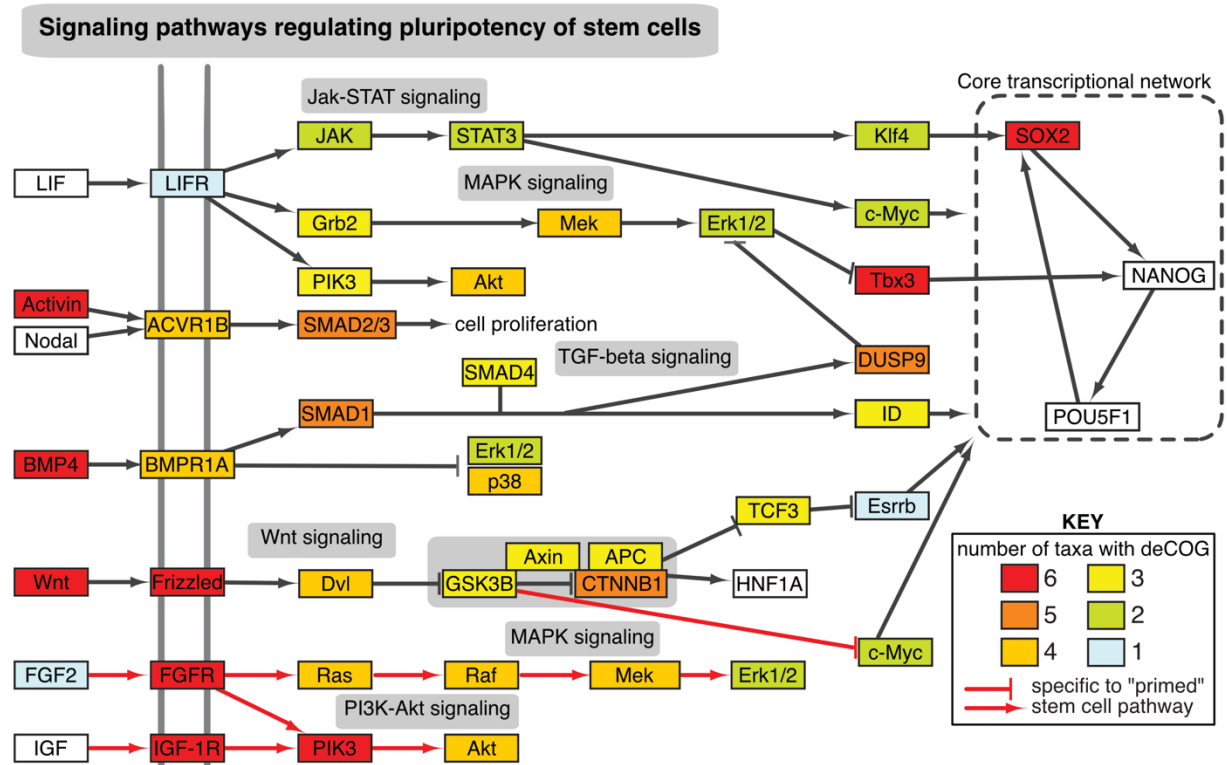 Signaling pathways regulating pluripotency of stem cells
Core transcriptional network
Jak-STAT signaling
JAK
STAT3
Klf4
SOX2
LIF
LIFR
MAPK signaling
Grb2
Mek
Erk1/2
c-Myc
PIK3
Akt
Tbx3
NANOG
Activin
Nodal
ACVR1B
SMAD2/3
cell proliferation
TGF-beta signaling
DUSP9
SMAD4
SMAD1
ID
POU5F1
BMP4
BMPR1A
Erk1/2
p38
TCF3
Esrrb
Wnt signaling
Axin
APC
Wnt
Frizzled
Dvl
GSK3B
CTNNB1
HNF1A
MAPK signaling
c-Myc
FGF2
FGFR
Ras
Raf
Mek
Erk1/2
PI3K-Akt signaling
IGF
IGF-1R
PIK3
Akt
KEY
number of taxa with deCOG
6
3
5
2
4
1
specific to "primed"
stem cell pathway